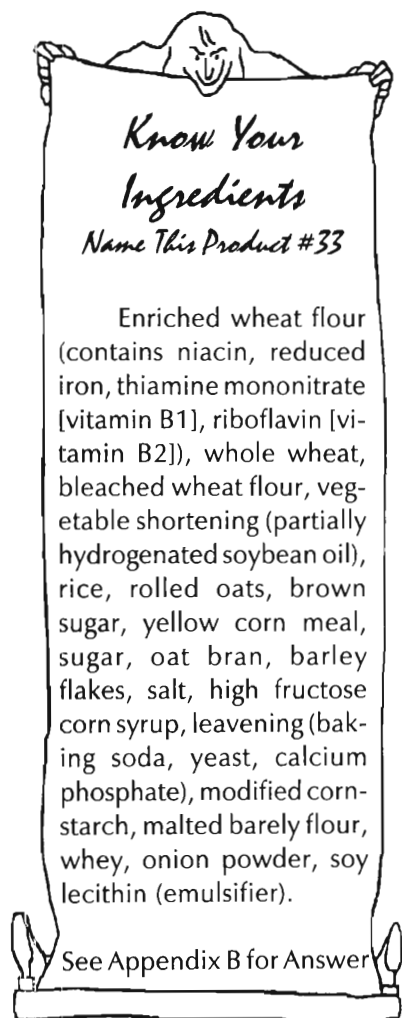 Know Your
Ingredients
Name This Product #33
Enriched wheat flour
(contains niacin, reduced
iron, thiamine mononitrate
[vitamin B1], riboflavin [vi-
tamin B2]), whole wheat,
bleached wheat flour, veg-
etable shortening (partially
hydrogenated soybean oil),
rice, rolled oats, brown
sugar, yellow corn meal,
sugar, oat bran, barley
flakes, salt, high fructose
corn syrup, leavening (bak-
ing soda, yeast, calcium
phosphate), modified corn-
starch, malted barely flour,
whey, onion powder, soy
lecithin (emulsifier).
See Appendix B for Answer